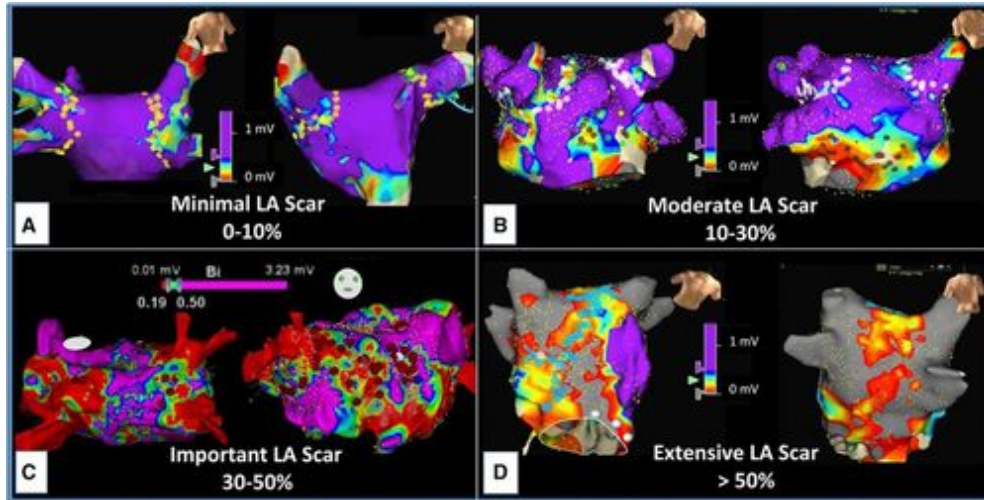 1 mV
0 mV
Minimal LA Scar
0-10%
A
1 mV
0 mV
Moderate LA Scar
10-30%
B
0.01 mV Bi 3.23 mV
0.19 0.50
Important LA Scar
30-50%
C
1 mV
0 mV
Extensive LA Scar
> 50%
D